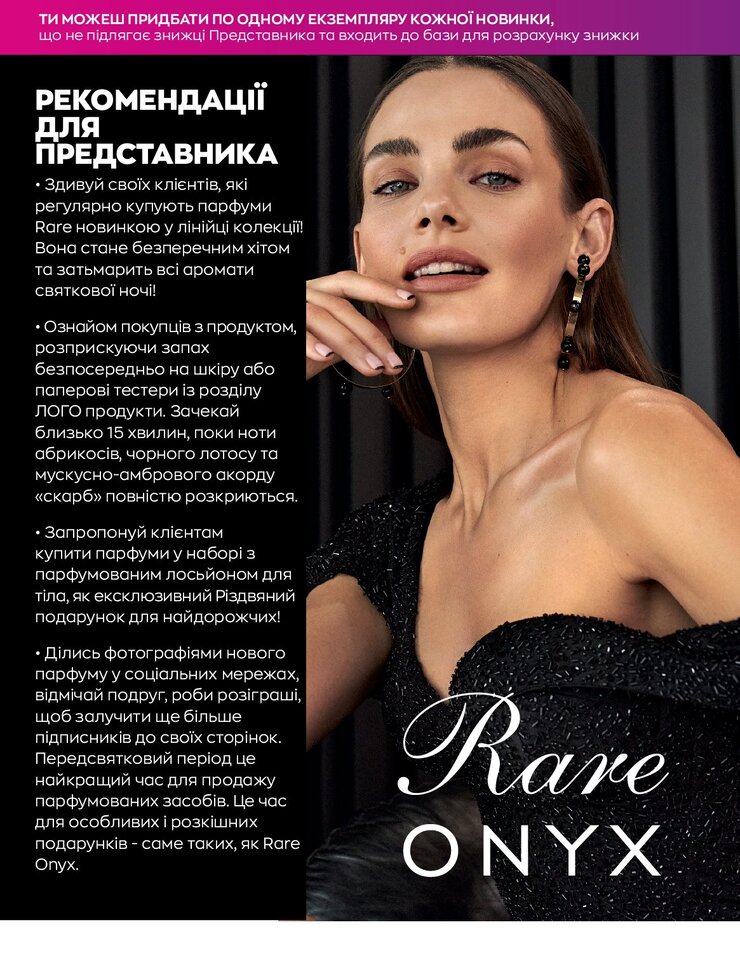 ТИ МОЖЕШ ПРИДБАТИ ПО ОДНОМУ ЕКЗЕМПЛЯРУ КОЖНОЇ НОВИНКИ,
що не підлягає знижці Представника та входить до бази для розрахунку знижки
РЕКОМЕНДАЦІЇ
ДЛЯ
ПРЕДСТАВНИКА
• Здивуй своїх клієнтів, які
регулярно купують парфуми
Rare новинкою у лінійці колекції!
Вона стане безперечним хітом
та затьмарить всі аромати
святкової ночі!
• Ознайом покупців з продуктом,
розприскуючи запах
безпосередньо на шкіру або
паперові тестери із розділу
ЛОГО продукти. Зачекай
близько 15 хвилин, поки ноти
абрикосів, чорного лотосу та
мускусно-амбрового акорду
«скарб» повністю розкриються.
• Запропонуй клієнтам
купити парфуми у наборі з
парфумованим лосьйоном для
тіла, як ексклюзивний Різдвяний
подарунок для найдорожчих!
• Ділись фотографіями нового
парфуму у соціальних мережах,
відмічай подруг, роби розіграші,
щоб залучити ще більше
підписників до своїх сторінок.
Передсвятковий період це
найкращий час для продажу
парфумованих засобів. Це час
для особливих і розкішних
подарунків - саме таких, як Rare
Onyx.
Rare
ONYX